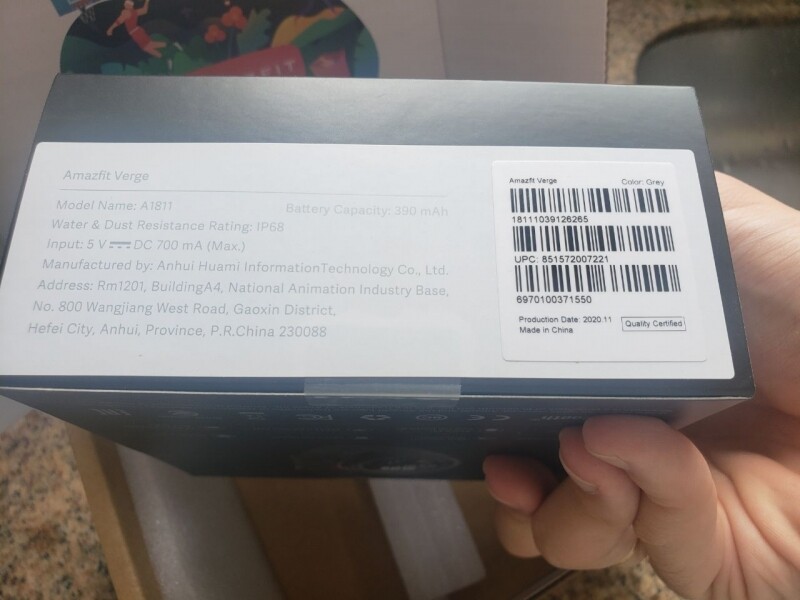 Amazfit Verge
Model Name: A1811
Battery Capacity: 390 mAh
Water & Dust Resistance Rating: IP68
Input: 5 V DC 700 mA (Max.)
Manufactured by: Anhui Huami InformationTechnology Co., Ltd.
Address: Rm1201, BuildingA4, National Animation Industry Base,
No. 800 Wangjiang West Road, Gaoxin District,
Hefei City, Anhui, Province, P.R.China 230088
Amazfit Verge
Color: Grey
18111039126265
UPC: 851572007221
6970100371550
Production Date: 2020.11
Made in China
Quality Certified